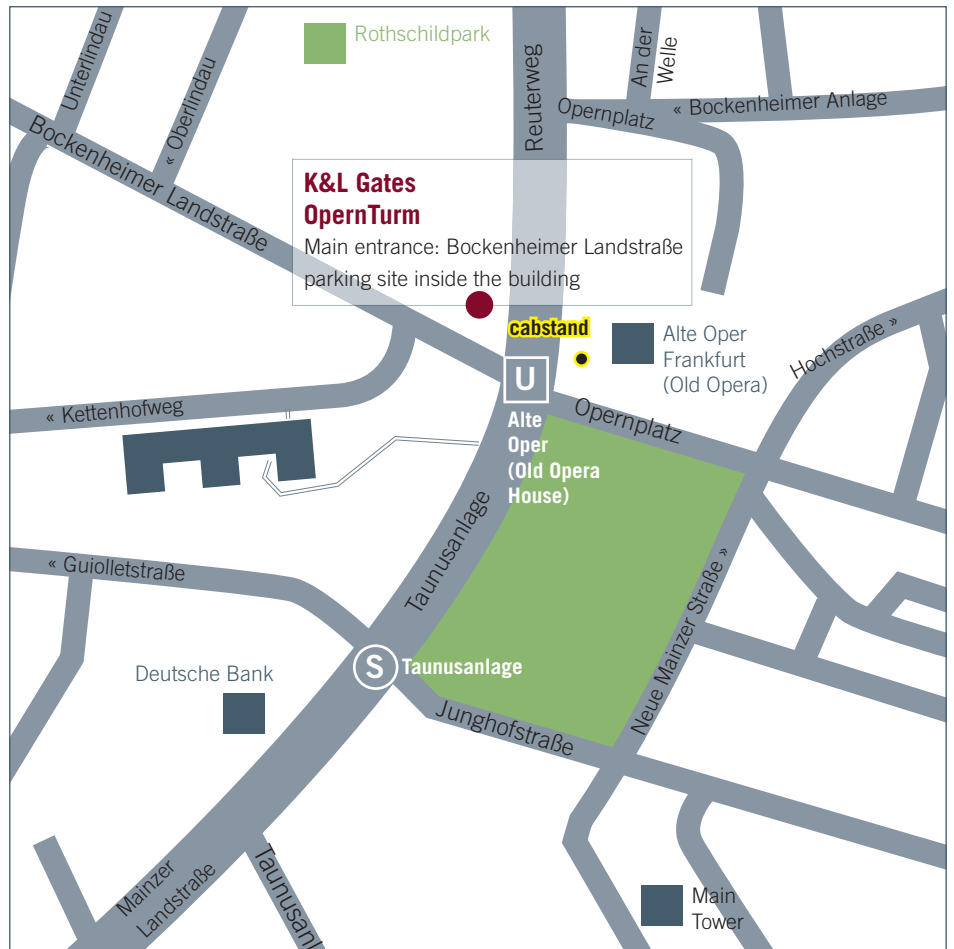 Rothschildpark
Unterlindau
« Oberlindau
Reuterweg
An der
Welle
Opernplatz
« Bockenheimer Anlage
Bockenheimer Landstraße
K&L Gates
OpernTurm
Main entrance: Bockenheimer Landstraße
parking site inside the building
cabstand
Alte Oper
Frankfurt
(Old Opera)
Hochstraße »
U
Alte
Oper
(Old Opera
House)
Opernplatz
« Kettenhofweg
Taunusanlage
« Guiolletstraße
Neue Mainzer Straße »
S
Taunusanlage
Deutsche Bank
Junghofstraße
Mainzer
Landstraße
Taunusanl
Main
Tower